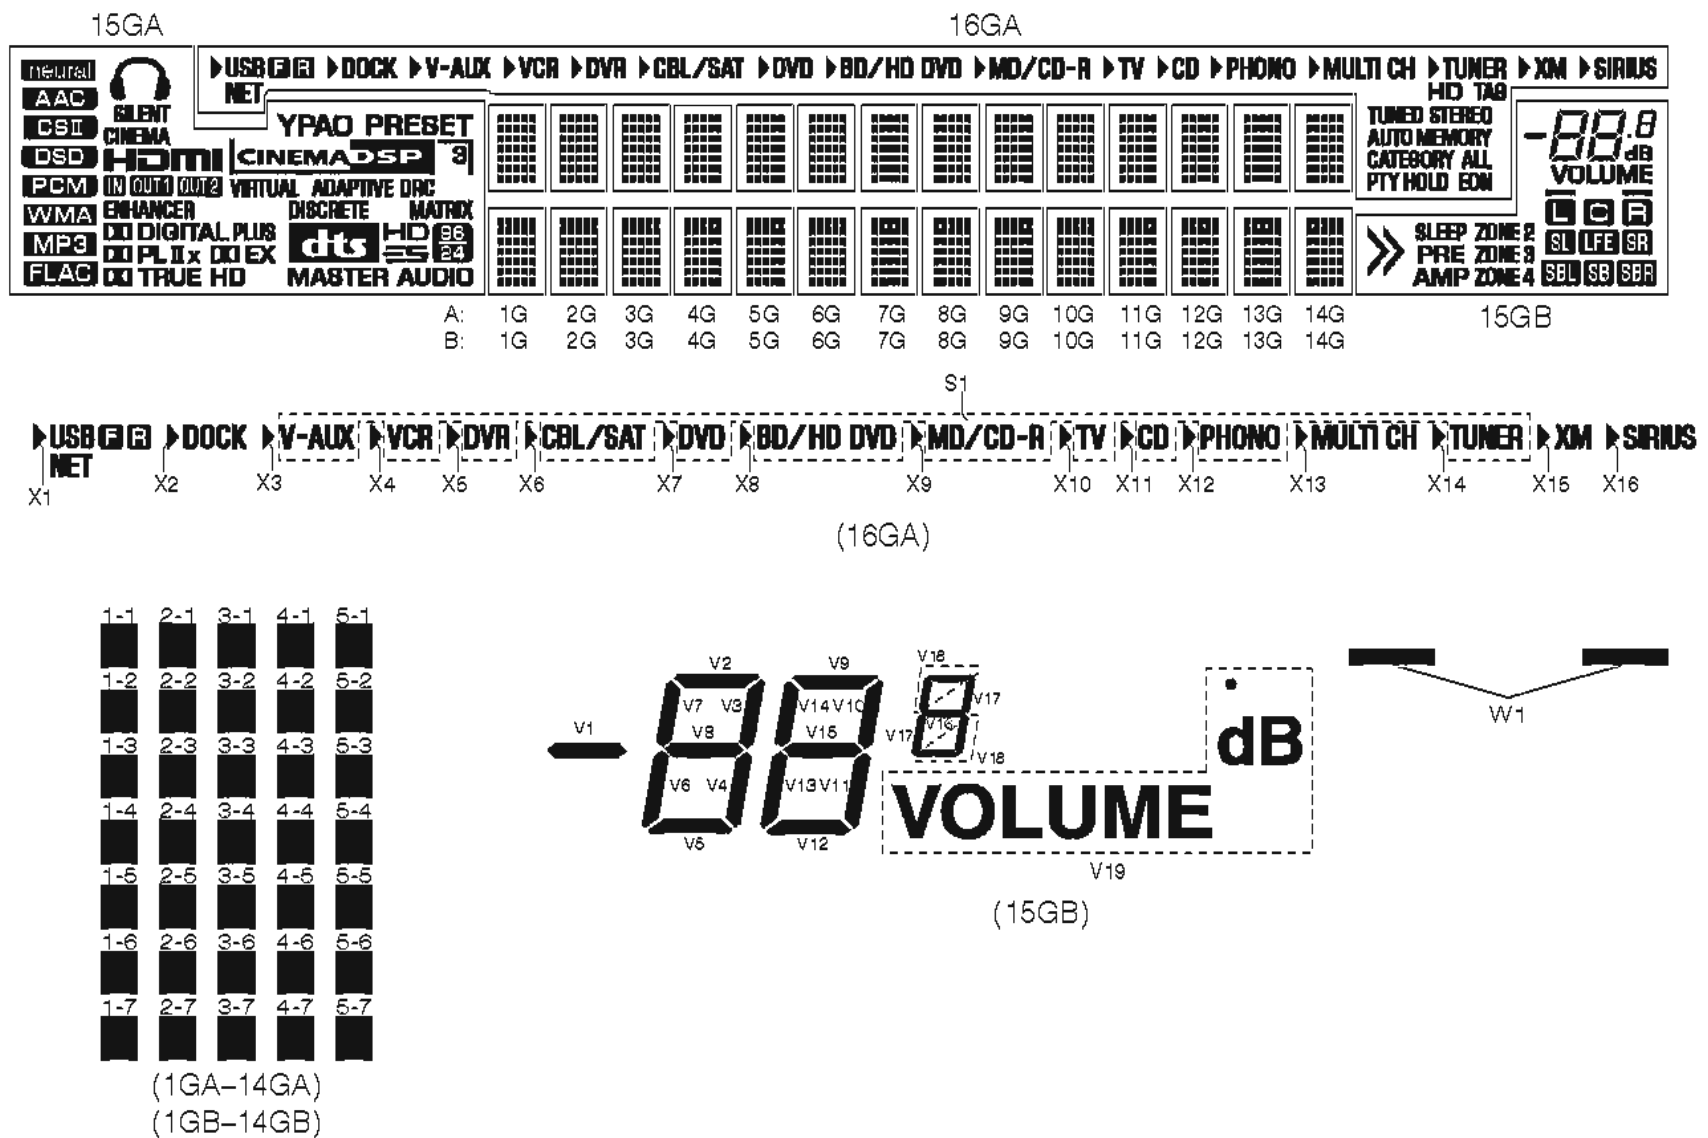 15GA 16GA
neural ▶USB F R ▶DOCK ▶V-AUX ▶VCR ▶DVR ▶CBL/SAT ▶DVD ▶BD/HD DVD ▶MD/CD-R ▶TV ▶CD ▶PHONO ▶MULTI CH ▶TUNER ▶XM ▶SIRIUS
NET HD TAG
AAC
SILENT CINEMA
CSII
DSD
PCM
WMA
MP3
FLAC
YPAO PRESET
HDMI CINEMA DSP 3
IN OUT1 OUT2 VIRTUAL ADAPTIVE DRC
ENHANCER DISCRETE MATRIX
DIGITAL PLUS dts HD 96
PL II x EX ES 24
TRUE HD MASTER AUDIO
TUNED STEREO
AUTO MEMORY
CATEGORY ALL
PTY HOLD EON
-88.8
dB
VOLUME
L C R
SL LFE SR
SBL SB SBR
SLEEP ZONE 2
PRE ZONE 3
AMP ZONE 4
A: 1G 2G 3G 4G 5G 6G 7G 8G 9G 10G 11G 12G 13G 14G
B: 1G 2G 3G 4G 5G 6G 7G 8G 9G 10G 11G 12G 13G 14G
15GB
S1
▶USB F R ▶DOCK ▶V-AUX ▶VCR ▶DVR ▶CBL/SAT ▶DVD ▶BD/HD DVD ▶MD/CD-R ▶TV ▶CD ▶PHONO ▶MULTI CH ▶TUNER ▶XM ▶SIRIUS
NET
X1 X2 X3 X4 X5 X6 X7 X8 X9 X10 X11 X12 X13 X14 X15 X16
(16GA)
1-1 2-1 3-1 4-1 5-1
1-2 2-2 3-2 4-2 5-2
1-3 2-3 3-3 4-3 5-3
1-4 2-4 3-4 4-4 5-4
1-5 2-5 3-5 4-5 5-5
1-6 2-6 3-6 4-6 5-6
1-7 2-7 3-7 4-7 5-7
(1GA–14GA)
(1GB–14GB)
V2 V9 V18
V7 V3 V14 V10 V17
V1 V8 V15 V17 V16 V18
V6 V4 V13 V11
V5 V12
dB
VOLUME
V19
(15GB)
W1